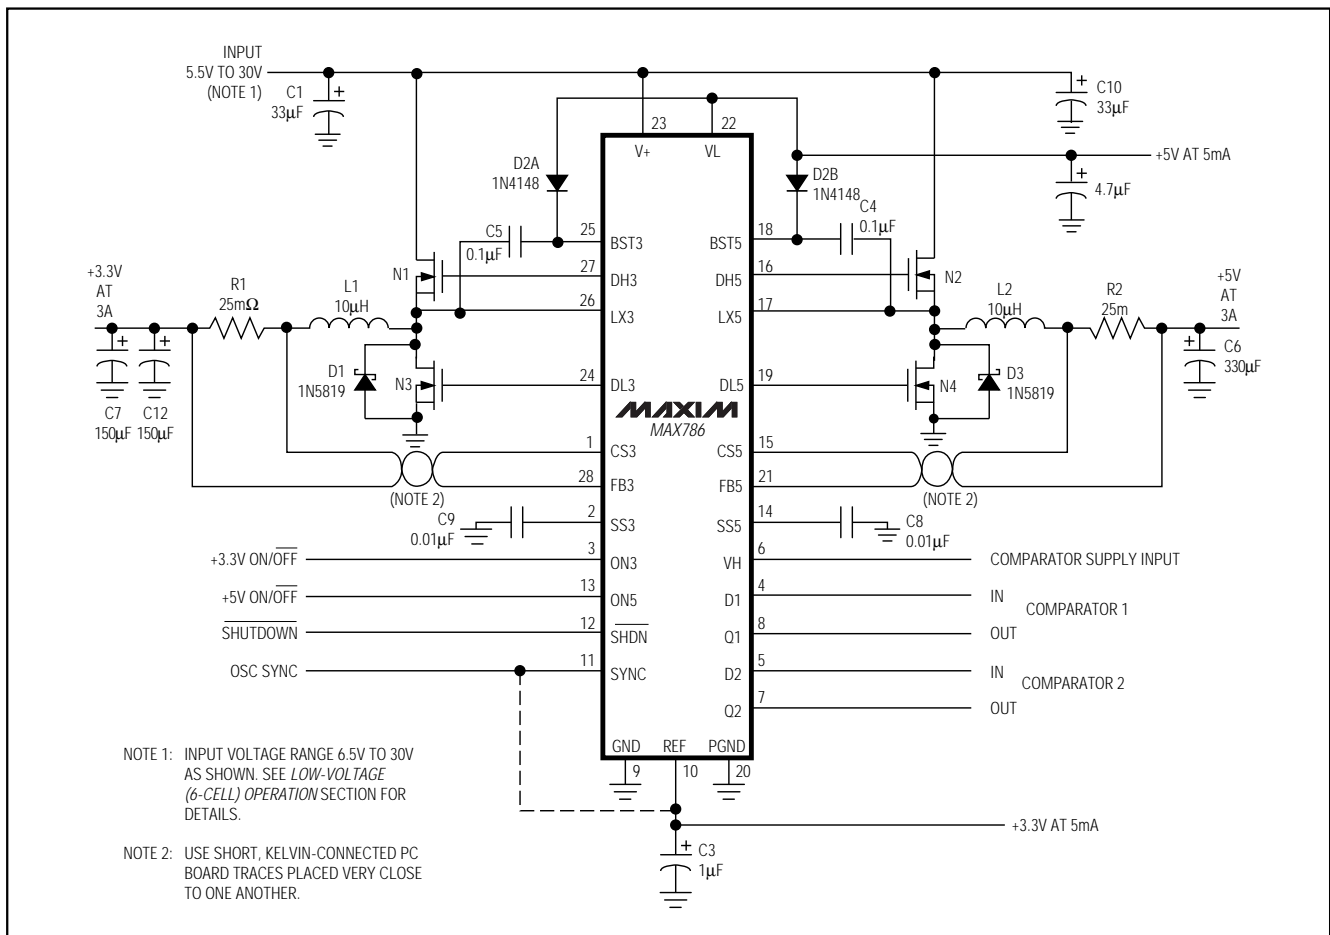 INPUT
5.5V TO 30V
(NOTE 1)
C1
33µF
C10
33µF
23
22
V+
VL
+5V AT 5mA
4.7µF
D2A
1N4148
D2B
1N4148
C5
0.1µF
C4
0.1µF
25
BST3
18
BST5
N1
27
DH3
16
DH5
N2
26
LX3
17
LX5
+3.3V
AT
3A
R1
25mΩ
L1
10µH
L2
10µH
R2
25m
+5V
AT
3A
C7
150µF
C12
150µF
D1
1N5819
N3
24
DL3
19
DL5
N4
D3
1N5819
C6
330µF
MAXIM
MAX786
1
CS3
15
CS5
28
FB3
21
FB5
(NOTE 2)
(NOTE 2)
C9
0.01µF
2
SS3
14
SS5
C8
0.01µF
+3.3V ON/OFF
3
ON3
6
VH
COMPARATOR SUPPLY INPUT
+5V ON/OFF
13
ON5
4
D1
IN
COMPARATOR 1
SHUTDOWN
12
SHDN
8
Q1
OUT
OSC SYNC
11
SYNC
5
D2
IN
COMPARATOR 2
7
Q2
OUT
GND
REF
PGND
9
10
20
+3.3V AT 5mA
C3
1µF
NOTE 1: INPUT VOLTAGE RANGE 6.5V TO 30V
AS SHOWN. SEE LOW-VOLTAGE
(6-CELL) OPERATION SECTION FOR
DETAILS.
NOTE 2: USE SHORT, KELVIN-CONNECTED PC
BOARD TRACES PLACED VERY CLOSE
TO ONE ANOTHER.